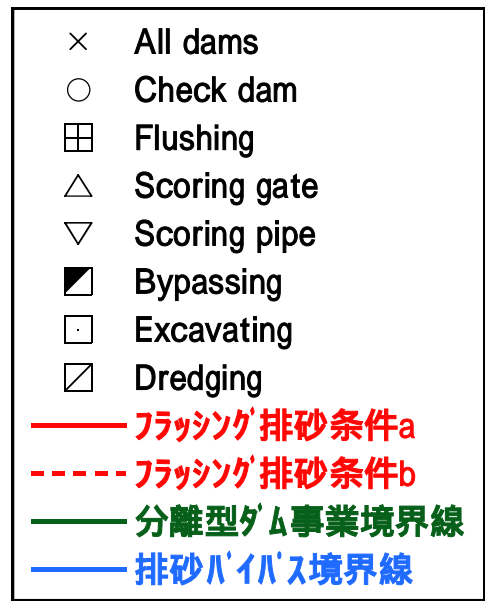 All dams
Check dam
Flushing
Scoring gate
Scoring pipe
Bypassing
Excavating
Dredging
ﾌﾗｯｼﾝｸﾞ排砂条件a
ﾌﾗｯｼﾝｸﾞ排砂条件b
分離型ﾀﾞﾑ事業境界線
排砂ﾊﾞｲﾊﾟｽ境界線